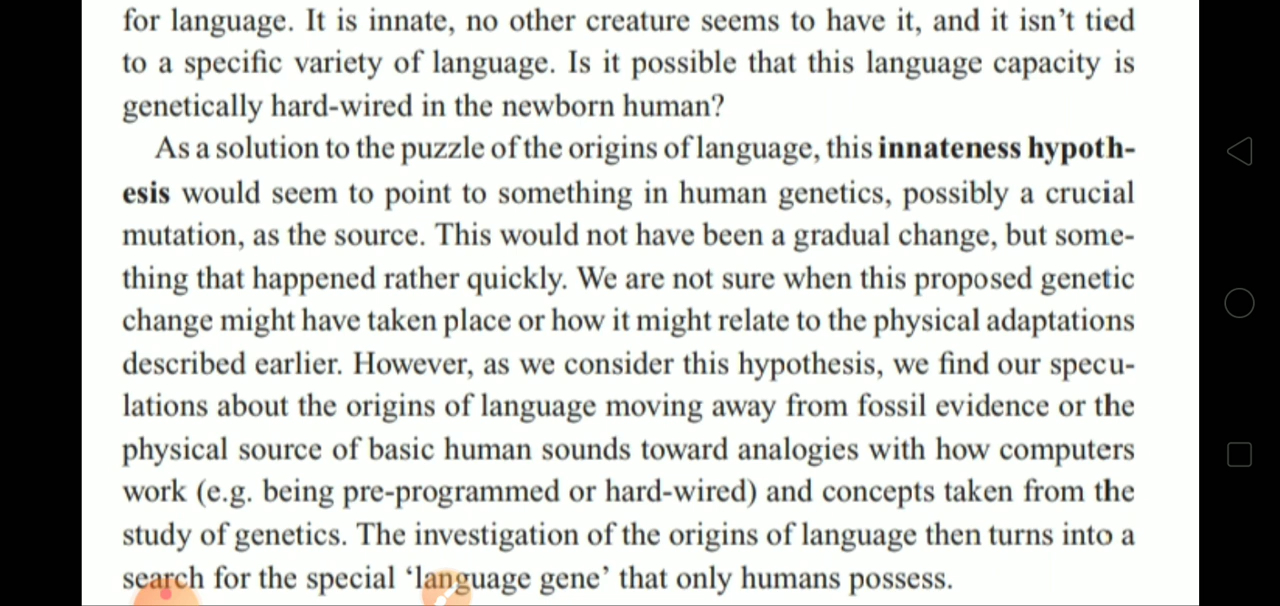 for language. It is innate, no other creature seems to have it, and it isn’t tied
to a specific variety of language. Is it possible that this language capacity is
genetically hard-wired in the newborn human?
As a solution to the puzzle of the origins of language, this innateness hypoth-
esis would seem to point to something in human genetics, possibly a crucial
mutation, as the source. This would not have been a gradual change, but some-
thing that happened rather quickly. We are not sure when this proposed genetic
change might have taken place or how it might relate to the physical adaptations
described earlier. However, as we consider this hypothesis, we find our specu-
lations about the origins of language moving away from fossil evidence or the
physical source of basic human sounds toward analogies with how computers
work (e.g. being pre-programmed or hard-wired) and concepts taken from the
study of genetics. The investigation of the origins of language then turns into a
search for the special ‘language gene’ that only humans possess.